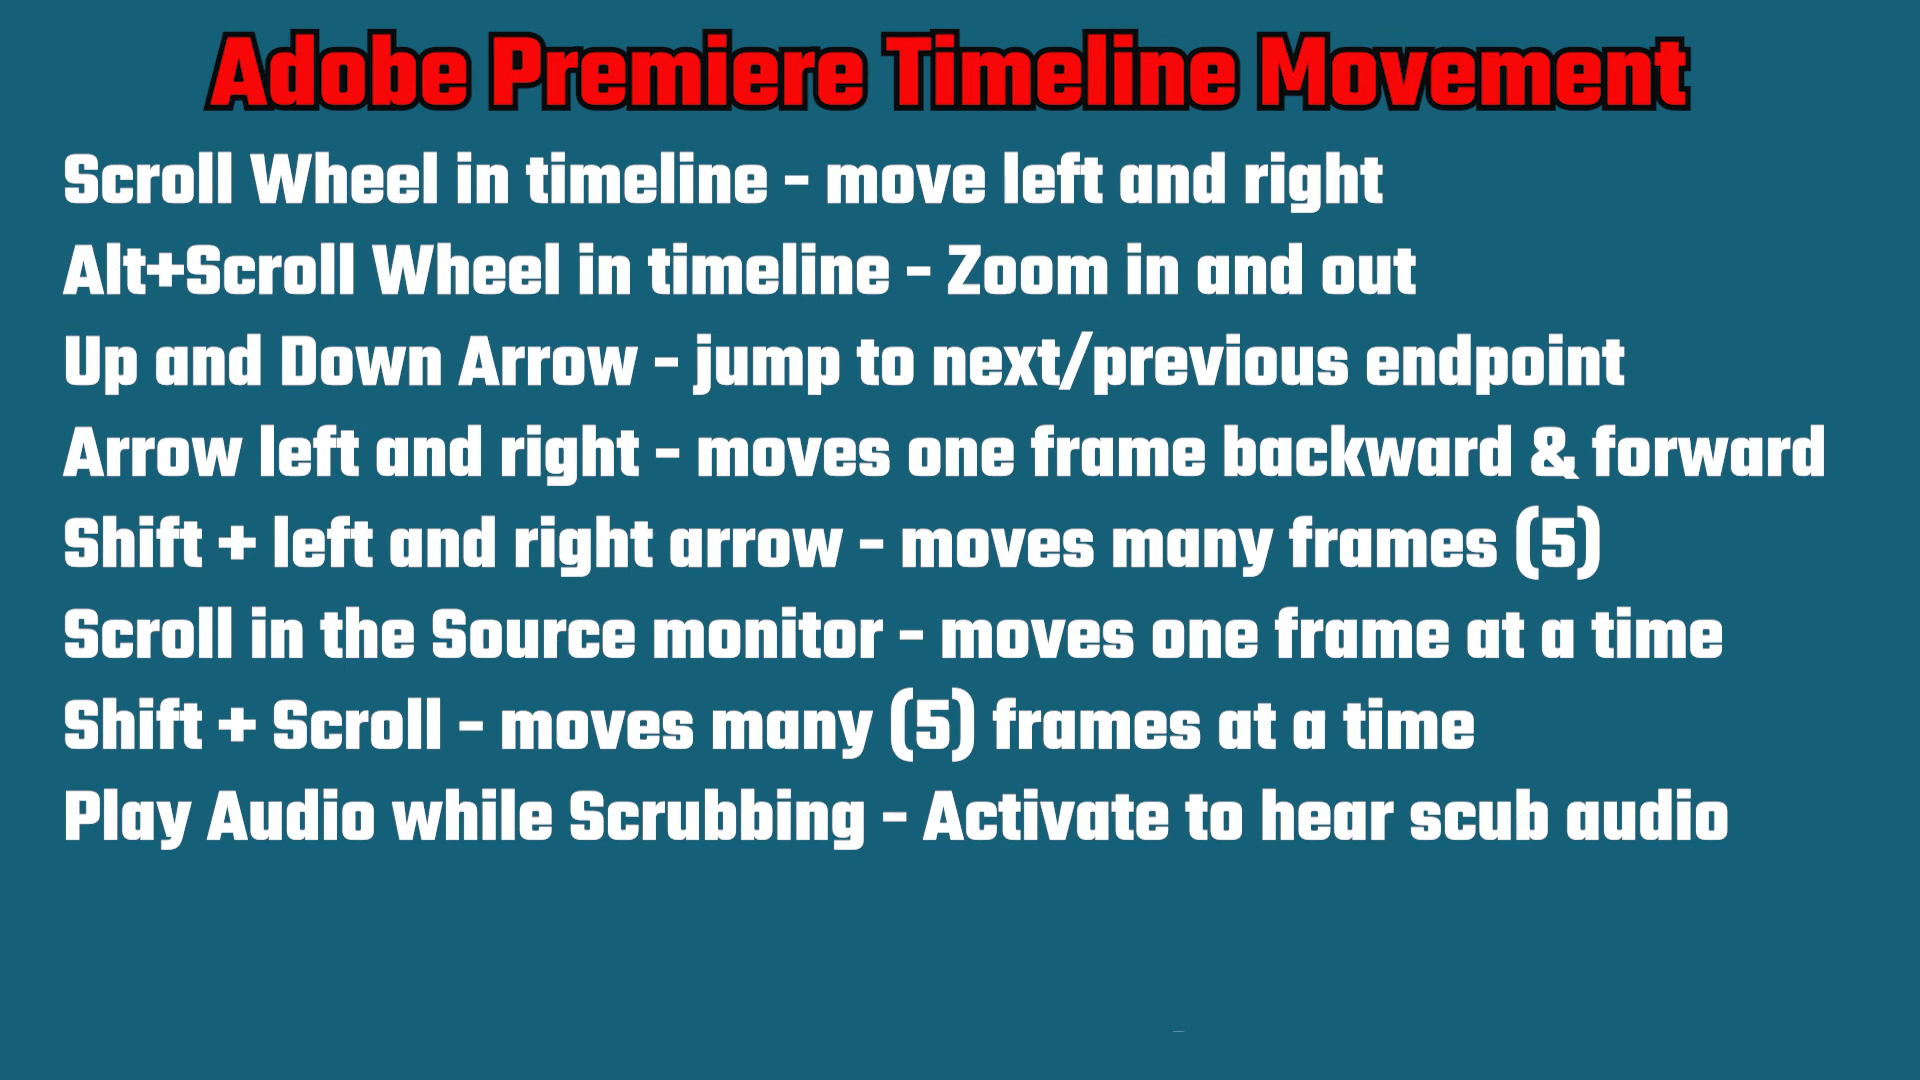 Adobe Premiere Timeline Movement
Scroll Wheel in timeline - move left and right
Alt+Scroll Wheel in timeline - Zoom in and out
Up and Down Arrow - jump to next/previous endpoint
Arrow left and right - moves one frame backward & forward
Shift + left and right arrow - moves many frames (5)
Scroll in the Source monitor - moves one frame at a time
Shift + Scroll - moves many (5) frames at a time
Play Audio while Scrubbing - Activate to hear scub audio